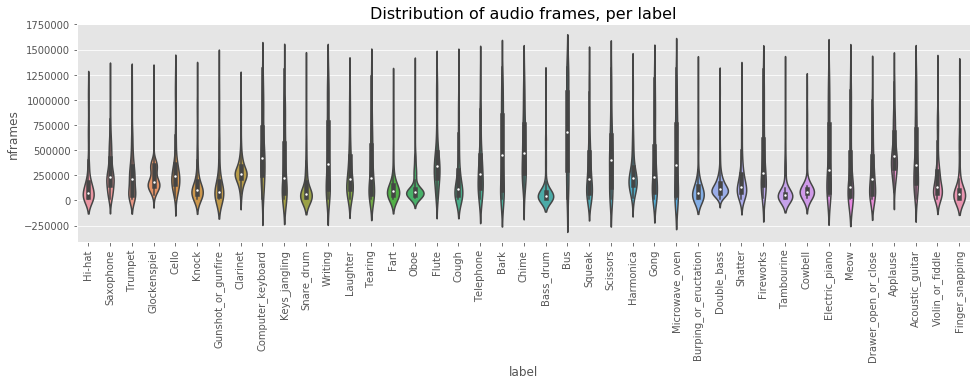 Distribution of audio frames, per label
nframes
1750000
1500000
1250000
1000000
750000
500000
250000
0
−250000
Hi-hat
Saxophone
Trumpet
Glockenspiel
Cello
Knock
Gunshot_or_gunfire
Clarinet
Computer_keyboard
Keys_jangling
Snare_drum
Writing
Laughter
Tearing
Fart
Oboe
Flute
Cough
Telephone
Bark
Chime
Bass_drum
Bus
Squeak
Scissors
Harmonica
Gong
Microwave_oven
Burping_or_eructation
Double_bass
Shatter
Fireworks
Tambourine
Cowbell
Electric_piano
Meow
Drawer_open_or_close
Applause
Acoustic_guitar
Violin_or_fiddle
Finger_snapping
label